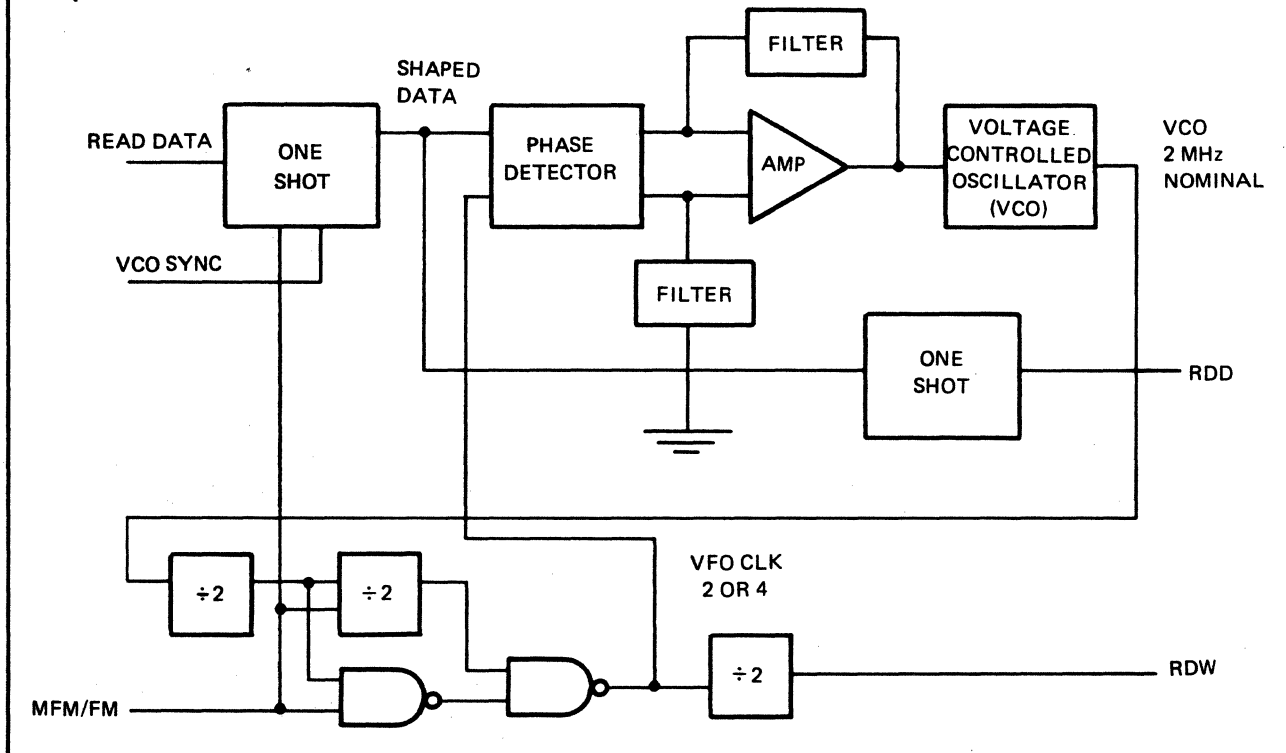 FILTER
SHAPED
DATA
READ DATA
ONE
SHOT
PHASE
DETECTOR
AMP
VOLTAGE
CONTROLLED
OSCILLATOR
(VCO)
VCO
2 MHz
NOMINAL
VCO SYNC
FILTER
ONE
SHOT
RDD
÷2
÷2
VFO CLK
2 OR 4
÷2
RDW
MFM/FM